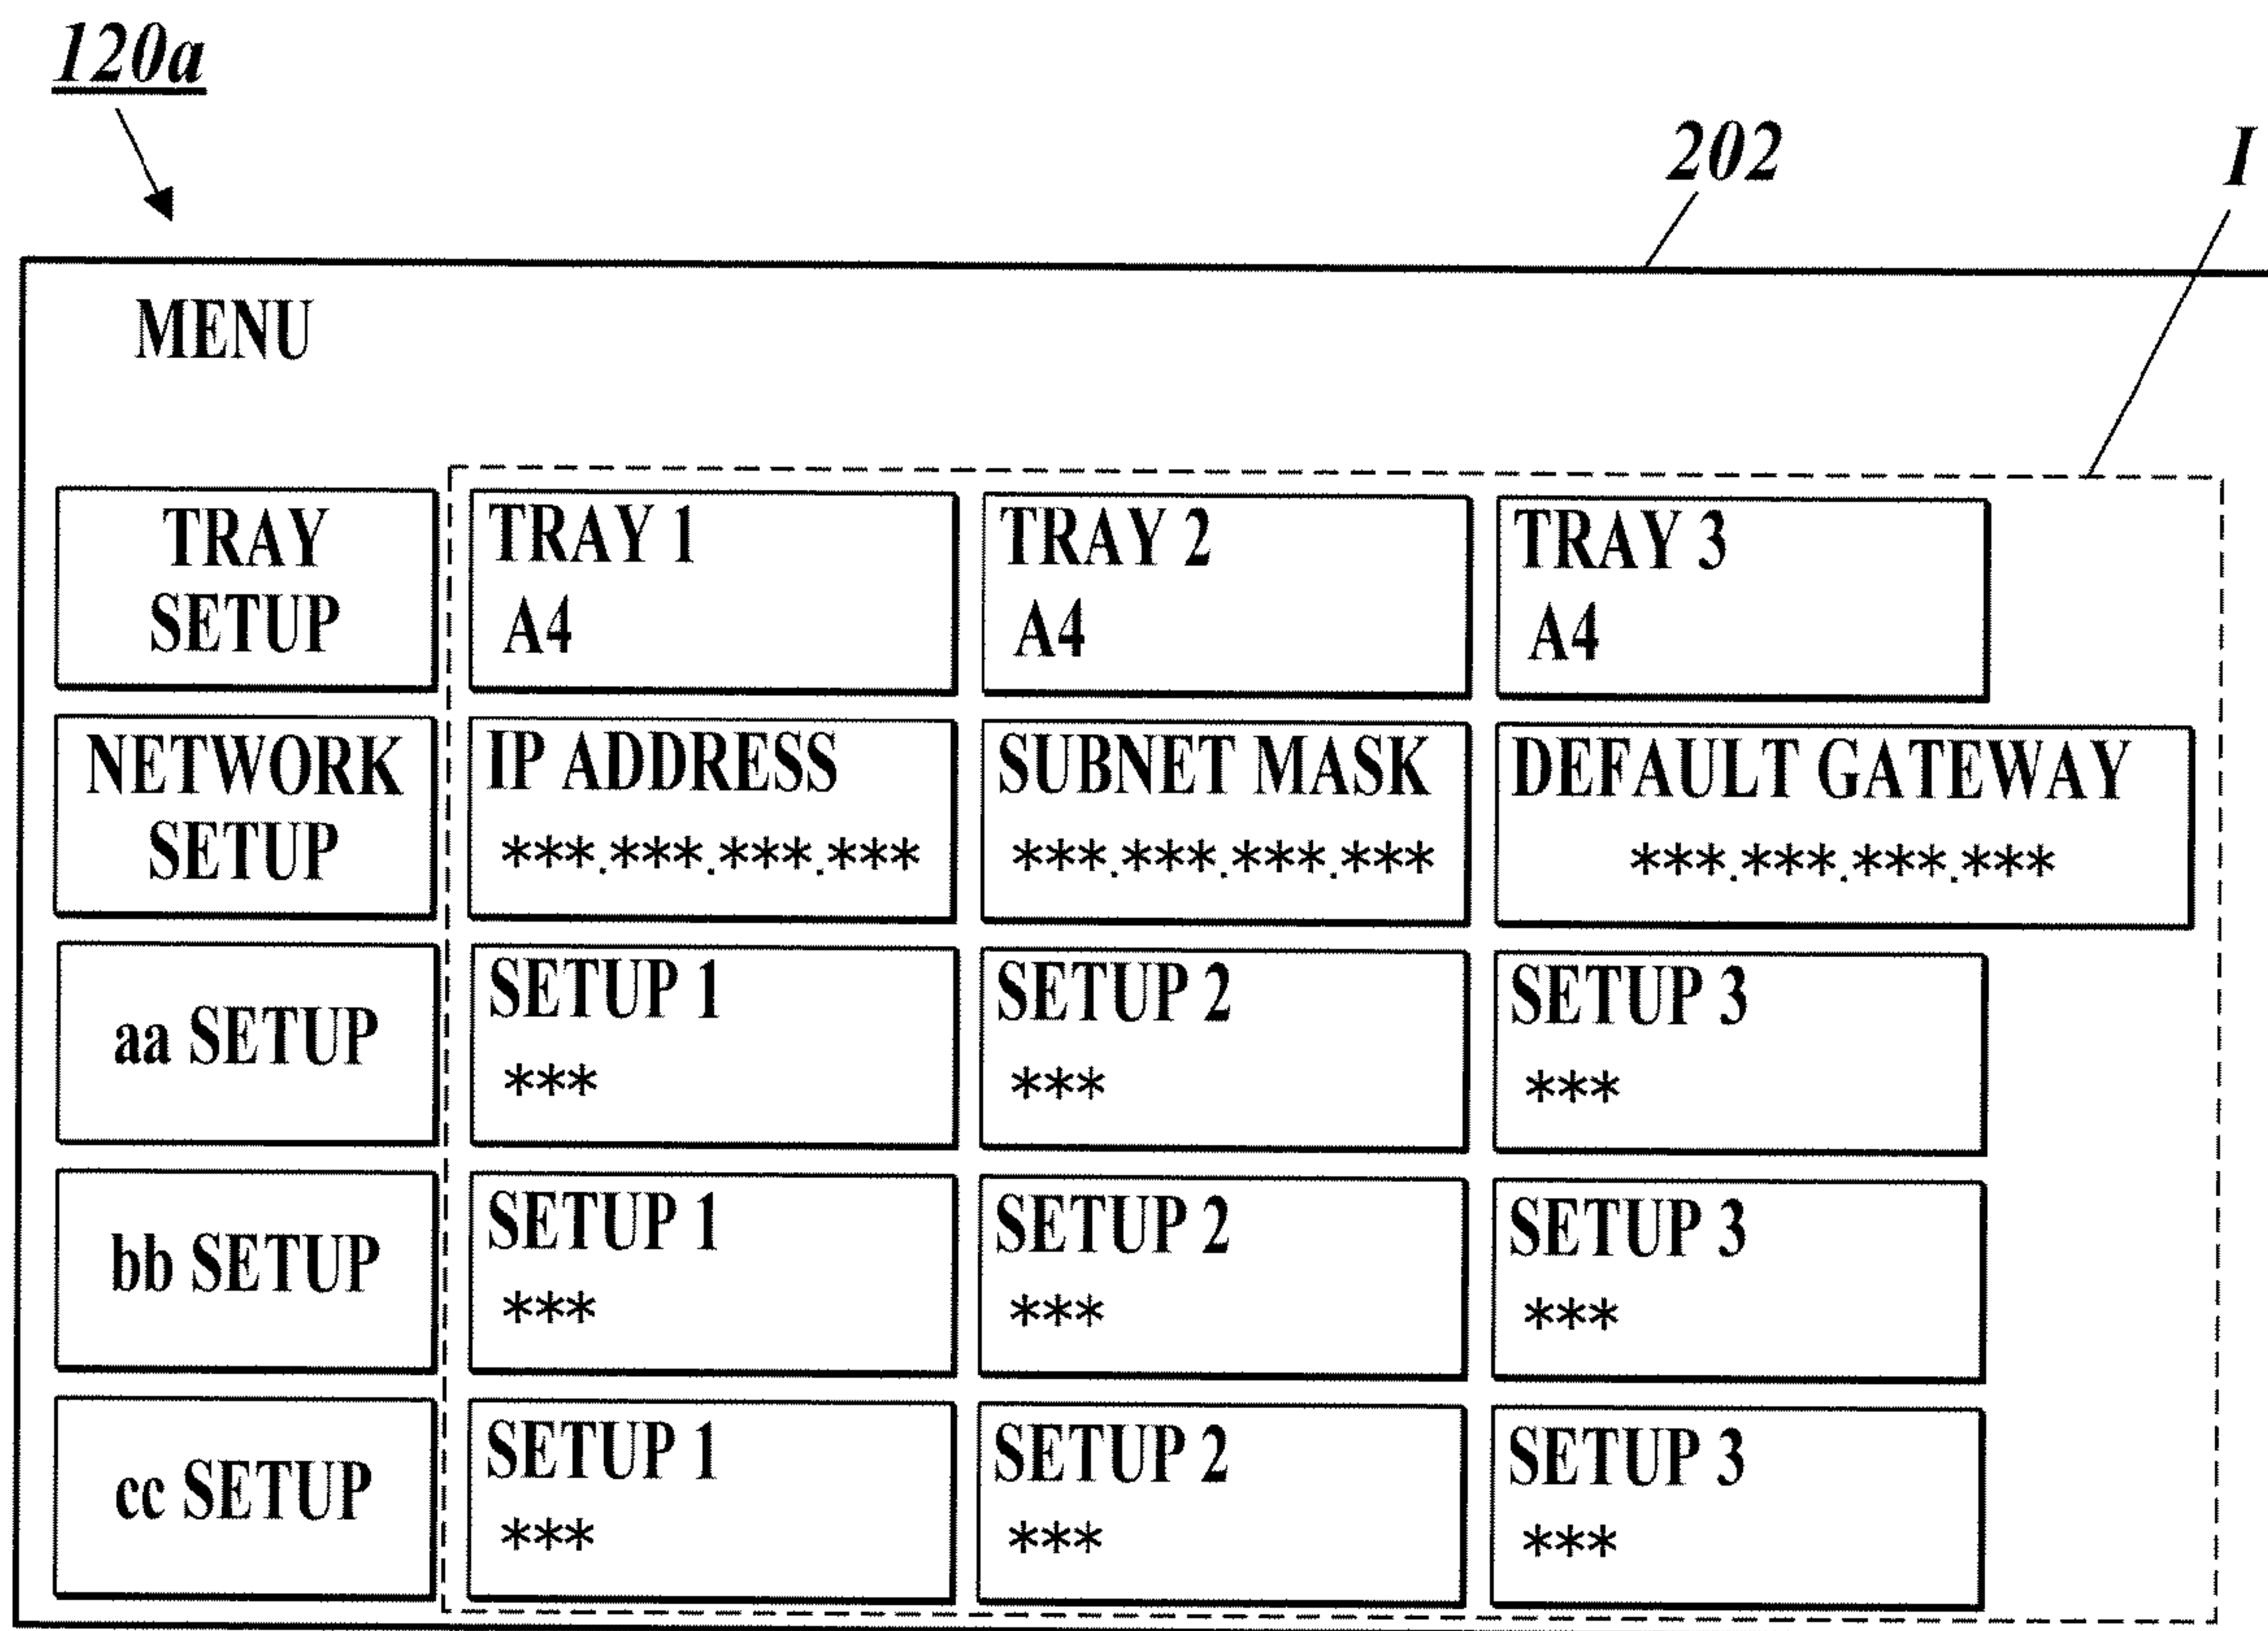 120a
202
I
MENU
TRAY
SETUP
TRAY 1
A4
TRAY 2
A4
TRAY 3
A4
NETWORK
SETUP
IP ADDRESS
***.***.***.***
SUBNET MASK
***.***.***.***
DEFAULT GATEWAY
***.***.***.***
aa SETUP
SETUP 1
***
SETUP 2
***
SETUP 3
***
bb SETUP
SETUP 1
***
SETUP 2
***
SETUP 3
***
cc SETUP
SETUP 1
***
SETUP 2
***
SETUP 3
***